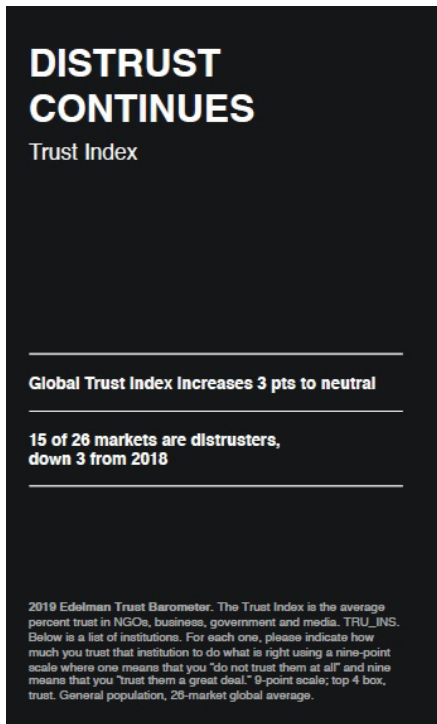 DISTRUST
CONTINUES
Trust Index
Global Trust Index Increases 3 pts to neutral
15 of 26 markets are distrusters,
down 3 from 2018
2019 Edelman Trust Barometer. The Trust Index is the average
percent trust in NGOs, business, government and media. TRU_INS.
Below is a list of institutions. For each one, please indicate how
much you trust that institution to do what is right using a nine-point
scale where one means that you “do not trust them at all” and nine
means that you “trust them a great deal.” 9-point scale; top 4 box,
trust. General population, 26-market global average.